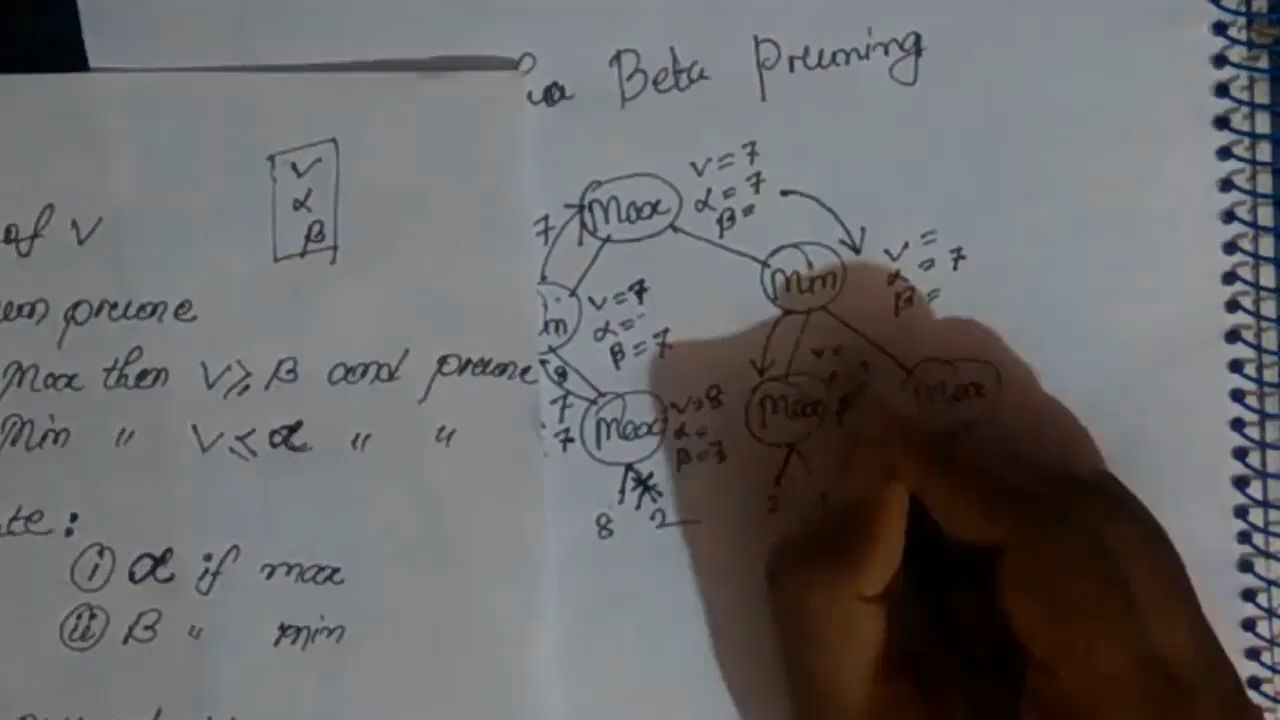 Beta Pruning
V
α
β
of V
prune
Max then V ≥ β and prune
Min " V ≤ α " "
ⓘ α if max
ⓘⓘ β " min
7
Max
V = 7
α = 7
β =
V = 7
α =
β = 7
Min
V =
α = 7
β =
7
7
Max
V = 8
α =
β = 7
8
2
Max
2
Max